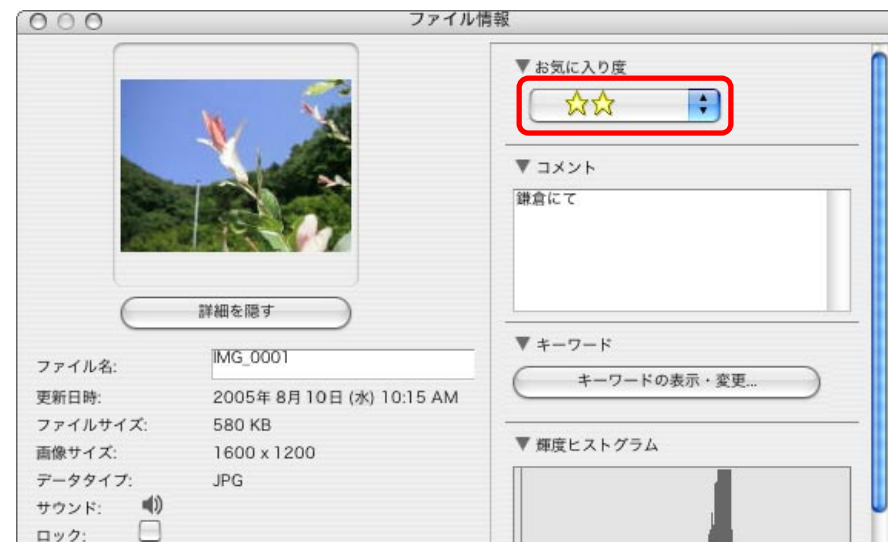 ファイル情報
詳細を隠す
ファイル名: IMG_0001
更新日時: 2005年 8月 10日 (水) 10:15 AM
ファイルサイズ: 580 KB
画像サイズ: 1600 x 1200
データタイプ: JPG
サウンド:
ロック:
▼ お気に入り度
☆☆
▼ コメント
鎌倉にて
▼ キーワード
キーワードの表示・変更...
▼ 輝度ヒストグラム